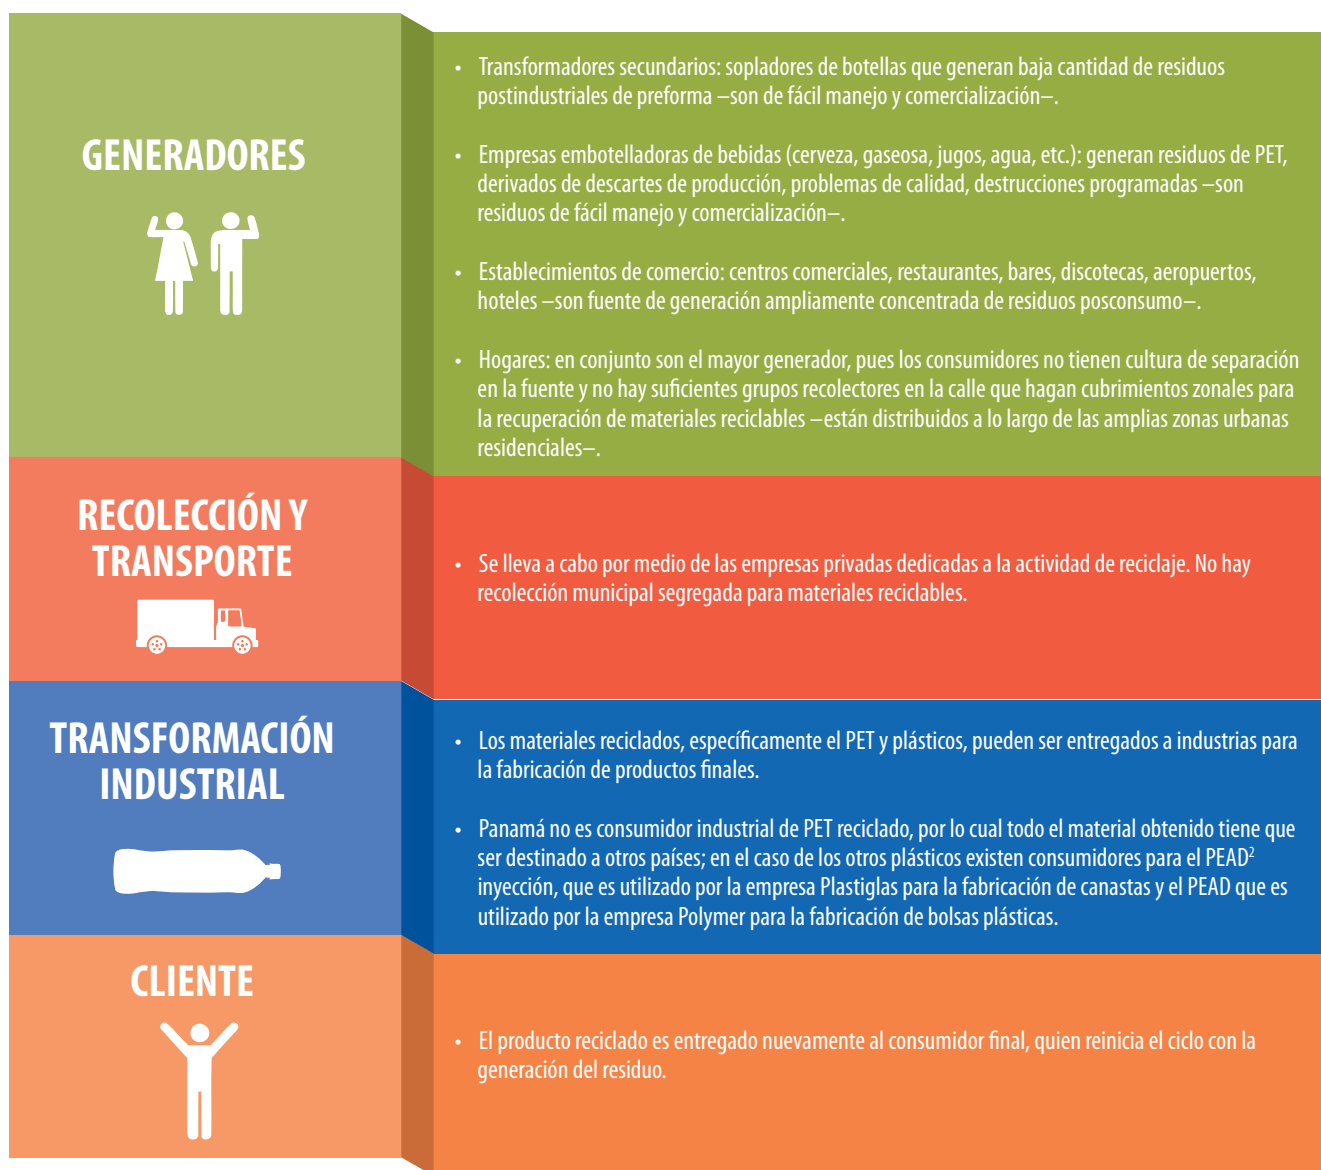 GENERADORES
• Transformadores secundarios: sopladores de botellas que generan baja cantidad de residuos
postindustriales de preforma –son de fácil manejo y comercialización–.
• Empresas embotelladoras de bebidas (cerveza, gaseosa, jugos, agua, etc.): generan residuos de PET,
derivados de descartes de producción, problemas de calidad, destrucciones programadas –son
residuos de fácil manejo y comercialización–.
• Establecimientos de comercio: centros comerciales, restaurantes, bares, discotecas, aeropuertos,
hoteles –son fuente de generación ampliamente concentrada de residuos posconsumo–.
• Hogares: en conjunto son el mayor generador, pues los consumidores no tienen cultura de separación
en la fuente y no hay suficientes grupos recolectores en la calle que hagan cubrimientos zonales para
la recuperación de materiales reciclables –están distribuidos a lo largo de las amplias zonas urbanas
residenciales–.
RECOLECCIÓN Y
TRANSPORTE
• Se lleva a cabo por medio de las empresas privadas dedicadas a la actividad de reciclaje. No hay
recolección municipal segregada para materiales reciclables.
TRANSFORMACIÓN
INDUSTRIAL
• Los materiales reciclados, específicamente el PET y plásticos, pueden ser entregados a industrias para
la fabricación de productos finales.
• Panamá no es consumidor industrial de PET reciclado, por lo cual todo el material obtenido tiene que
ser destinado a otros países; en el caso de los otros plásticos existen consumidores para el PEAD²
inyección, que es utilizado por la empresa Plastiglas para la fabricación de canastas y el PEAD que es
utilizado por la empresa Polymer para la fabricación de bolsas plásticas.
CLIENTE
• El producto reciclado es entregado nuevamente al consumidor final, quien reinicia el ciclo con la
generación del residuo.